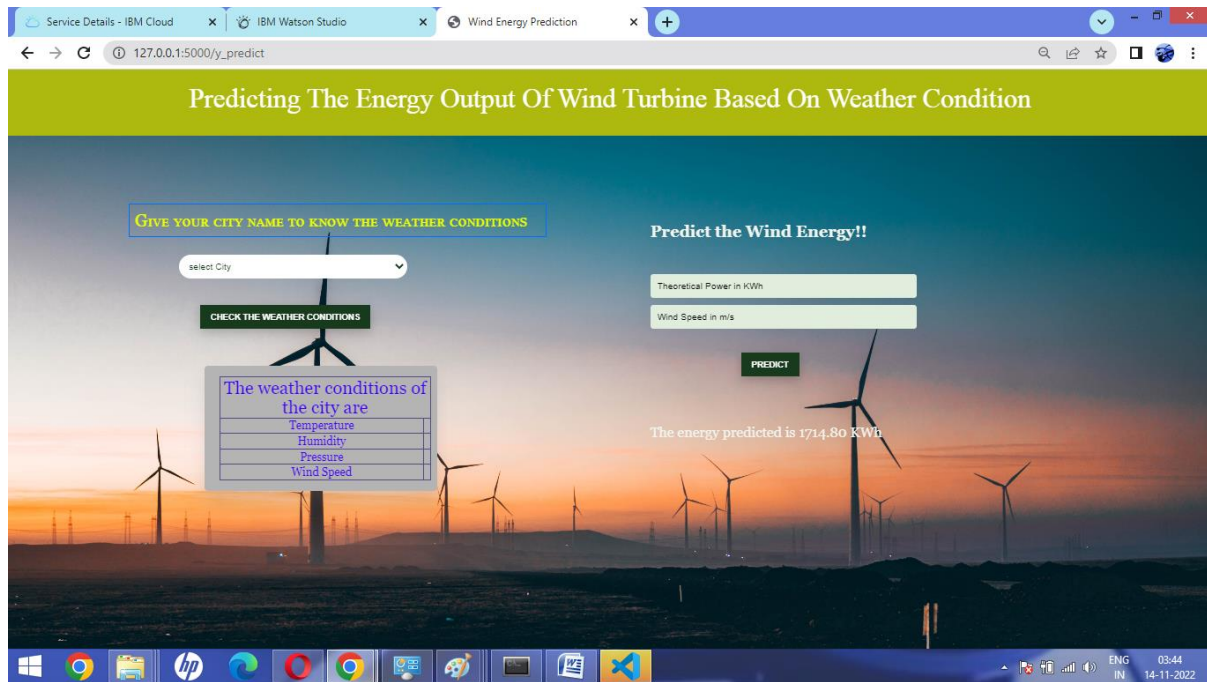 Service Details - IBM Cloud
IBM Watson Studio
Wind Energy Prediction
127.0.0.1:5000/y_predict
Predicting The Energy Output Of Wind Turbine Based On Weather Condition
Give your city name to know the weather conditions
select City
CHECK THE WEATHER CONDITIONS
The weather conditions of
the city are
Temperature
Humidity
Pressure
Wind Speed
Predict the Wind Energy!!
Theoretical Power in KWh
Wind Speed in m/s
PREDICT
The energy predicted is 1714.80 KWh
hp
ENG
IN
03:44
14-11-2022